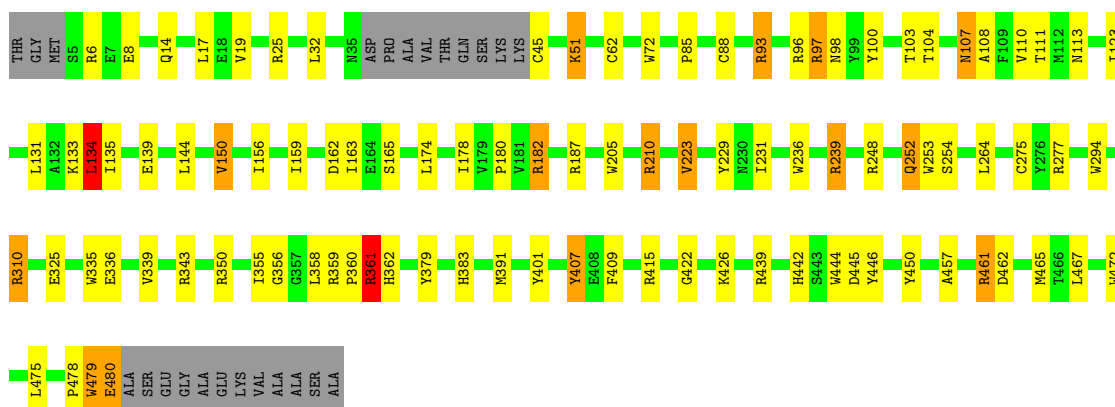 THR GLY MET S5 R6 E7 E8 Q14 L17 E18 V19 R25 L32 N35 ASP PRO ALA VAL THR GLN SER LYS LYS C45 K51 C62 W72 P85 C88 R93 R96 R97 N98 Y99 Y100 T103 T104 N107 A108 F109 V110 T111 M112 N113
L131 A132 K133 L134 I135 E139 L144 V150 I156 I159 D162 I163 E164 S165 L174 I178 V179 P180 V181 R182 R187 W205 R210 V223 Y229 N230 I231 W236 R239 R248 Q252 W253 S254 L264 C275 Y276 R277 W294
R310 E325 W335 E336 V339 R343 R350 I355 G356 G357 L358 R359 P360 R361 H362 Y379 H383 M391 Y401 Y407 E408 F409 R415 G422 K426 R439 H442 S443 W444 D445 Y446 Y450 A457 R461 D462 M465 T466 L467
L475 P478 W479 E480 ALA SER GLU GLY ALA GLU LYS VAL ALA ALA SER ALA